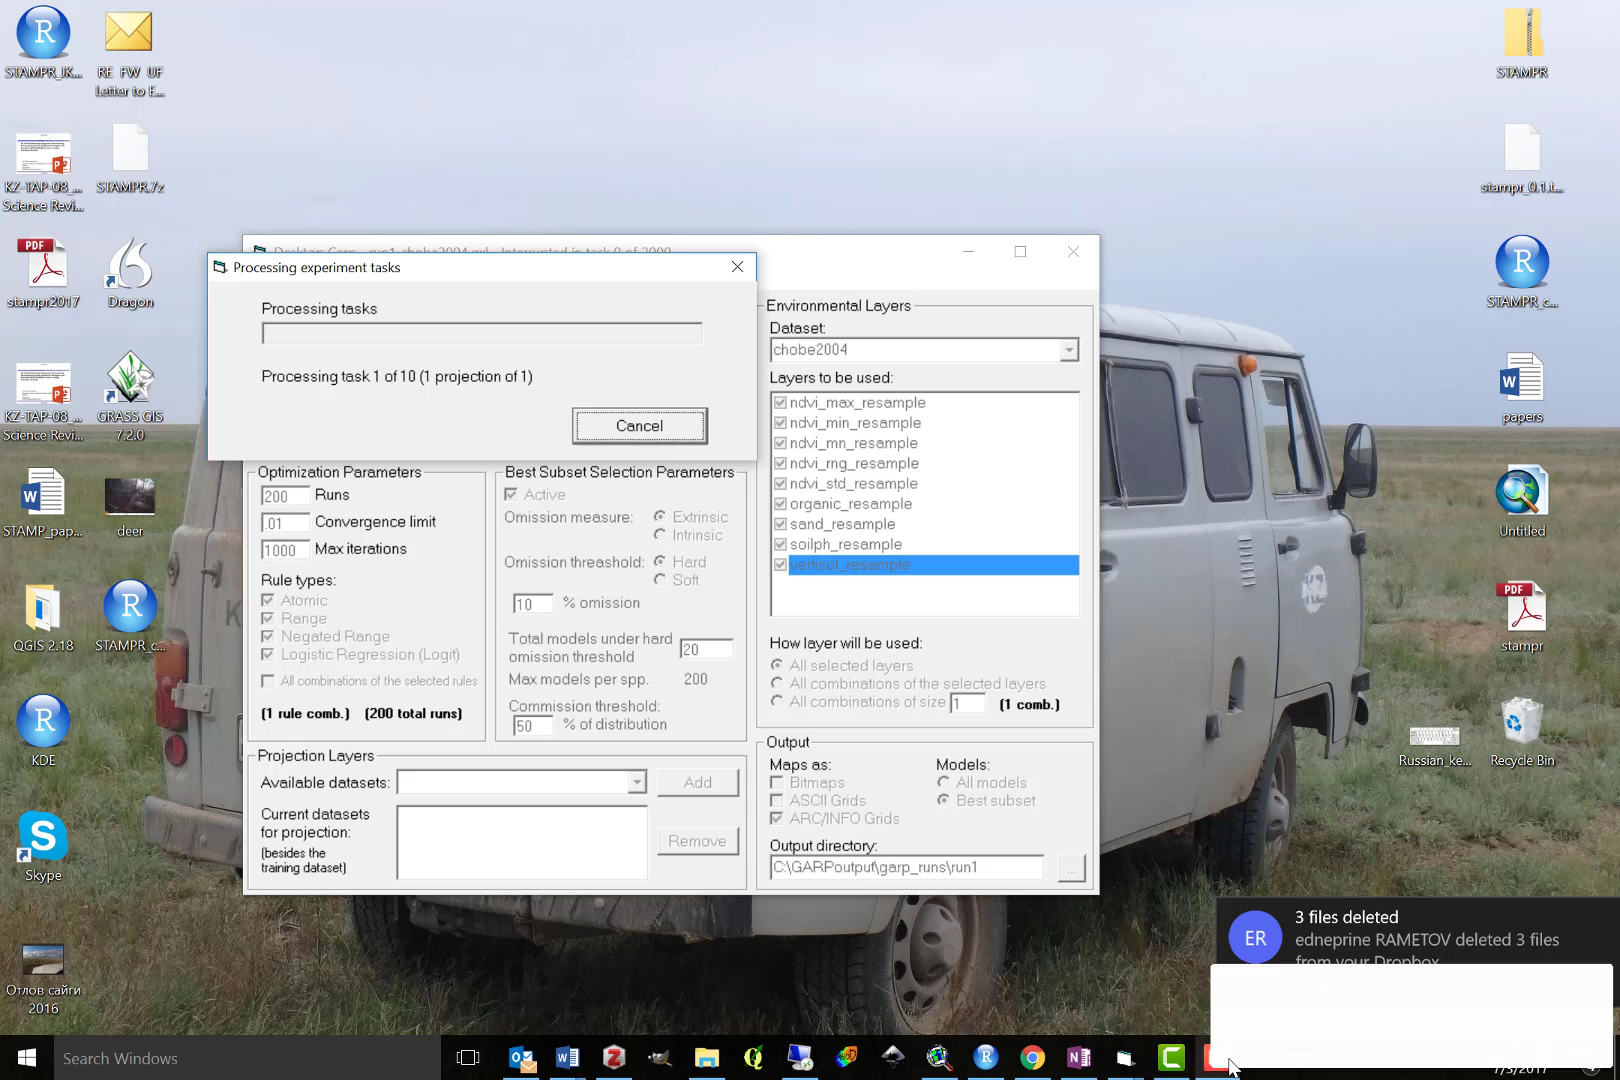 STAMPR_JK...
RE_FW_UF
Letter to E...
STAMPR
KZ-TAP-08_...
Science Revi...
STAMPR.7z
stampr_0.1.t...
stampr2017
Dragon
STAMPR_c...
KZ-TAP-08_...
Science Revi...
GRASS GIS
7.2.0
papers
STAMP_pap...
deer
Untitled
QGIS 2.18
STAMPR_c...
stampr
KDE
Russian_ke...
Recycle Bin
Skype
Отлов сайги
2016
Processing experiment tasks
Processing tasks
Processing task 1 of 10 (1 projection of 1)
Cancel
Optimization Parameters
200 Runs
.01 Convergence limit
1000 Max iterations
Rule types:
Atomic
Range
Negated Range
Logistic Regression (Logit)
All combinations of the selected rules
(1 rule comb.) (200 total runs)
Best Subset Selection Parameters
Active
Omission measure: Extrinsic
Intrinsic
Omission threashold: Hard
Soft
10 % omission
Total models under hard
omission threshold 20
Max models per spp. 200
Commission threshold:
50 % of distribution
Projection Layers
Available datasets: Add
Current datasets
for projection:
(besides the
training dataset)
Remove
Environmental Layers
Dataset:
chobe2004
Layers to be used:
ndvi_max_resample
ndvi_min_resample
ndvi_mn_resample
ndvi_rng_resample
ndvi_std_resample
organic_resample
sand_resample
soilph_resample
vertisol_resample
How layer will be used:
All selected layers
All combinations of the selected layers
All combinations of size 1 (1 comb.)
Output
Maps as:
Bitmaps
ASCII Grids
ARC/INFO Grids
Models:
All models
Best subset
Output directory:
C:\GARPoutput\garp_runs\run1
...
ER
3 files deleted
edneprine RAMETOV deleted 3 files
from your Dropbox
Search Windows